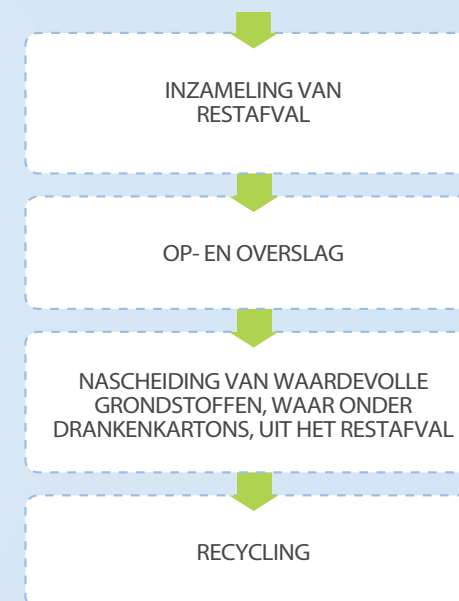 INZAMELING VAN
RESTAFVAL
OP- EN OVERSLAG
NASCHEIDING VAN WAARDEVOLLE
GRONDSTOFFEN, WAAR ONDER
DRANKENKARTONS, UIT HET RESTAFVAL
RECYCLING